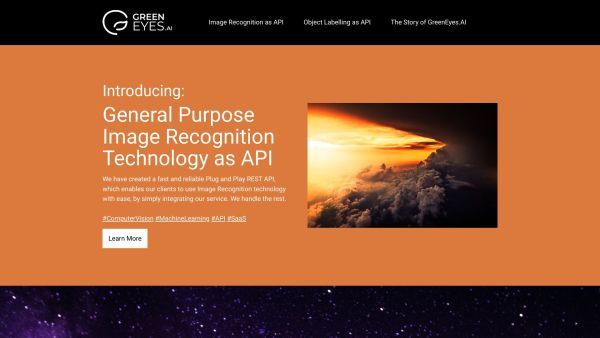 GREEN
EYES.AI
Image Recognition as API
Object Labelling as API
The Story of GreenEyes.AI
Introducing:
General Purpose
Image Recognition
Technology as API
We have created a fast and reliable Plug and Play REST API,
which enables our clients to use Image Recognition technology
with ease, by simply integrating our service. We handle the rest.
#ComputerVision #MachineLearning #API #SaaS
Learn More